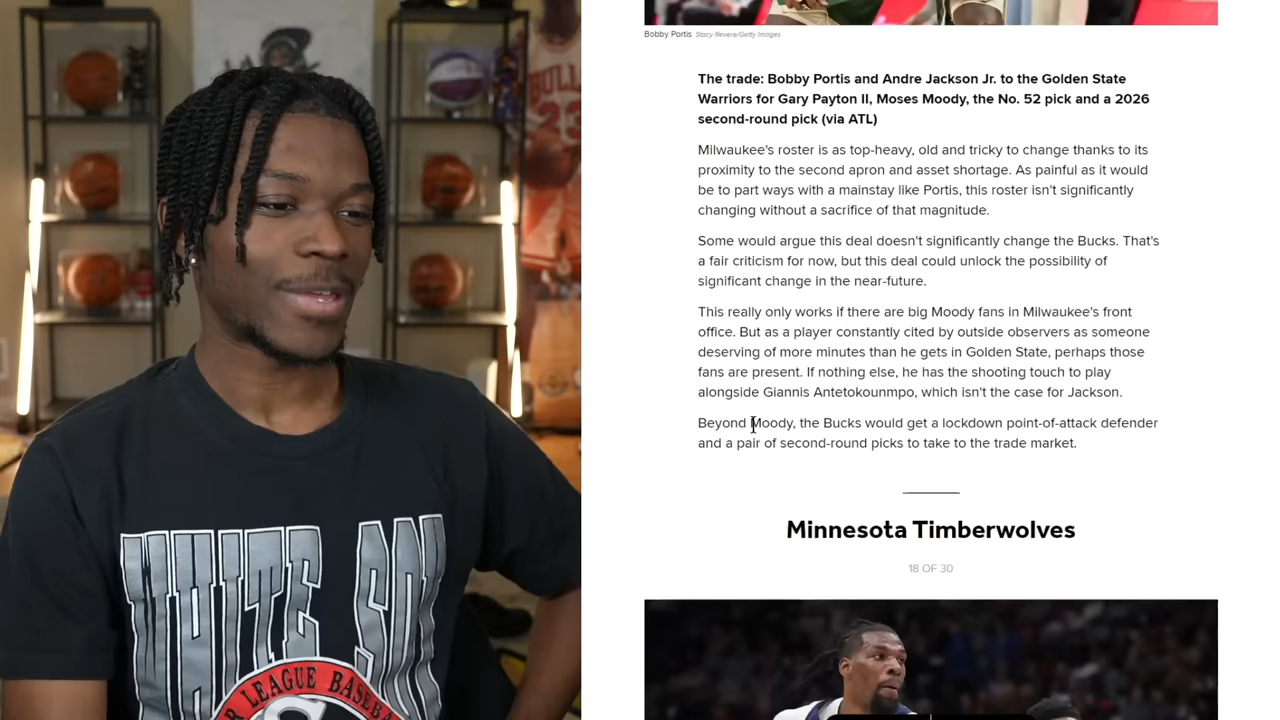 BULLS
23
WHITE SOX
R LEAGUE BASEBA
Bobby Portis Stacy Revere/Getty Images
The trade: Bobby Portis and Andre Jackson Jr. to the Golden State
Warriors for Gary Payton II, Moses Moody, the No. 52 pick and a 2026
second-round pick (via ATL)
Milwaukee's roster is as top-heavy, old and tricky to change thanks to its
proximity to the second apron and asset shortage. As painful as it would
be to part ways with a mainstay like Portis, this roster isn't significantly
changing without a sacrifice of that magnitude.
Some would argue this deal doesn't significantly change the Bucks. That's
a fair criticism for now, but this deal could unlock the possibility of
significant change in the near-future.
This really only works if there are big Moody fans in Milwaukee's front
office. But as a player constantly cited by outside observers as someone
deserving of more minutes than he gets in Golden State, perhaps those
fans are present. If nothing else, he has the shooting touch to play
alongside Giannis Antetokounmpo, which isn't the case for Jackson.
Beyond Moody, the Bucks would get a lockdown point-of-attack defender
and a pair of second-round picks to take to the trade market.
Minnesota Timberwolves
18 OF 30